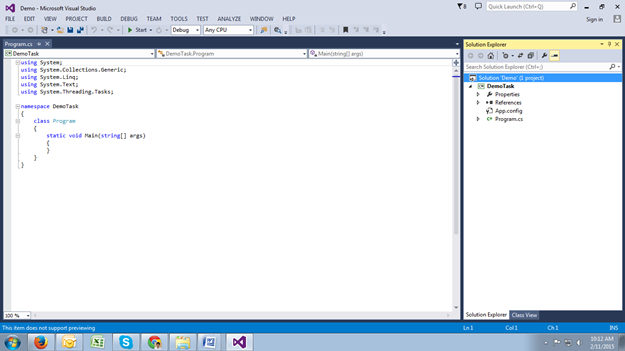 Demo - Microsoft Visual Studio
8
Quick Launch (Ctrl+Q)
FILE EDIT VIEW PROJECT BUILD DEBUG TEAM TOOLS TEST ANALYZE WINDOW HELP
Sign in
Start Debug Any CPU
Program.cs
DemoTask DemoTask.Program Main(string[] args)
using System;
using System.Collections.Generic;
using System.Linq;
using System.Text;
using System.Threading.Tasks;
namespace DemoTask
{
class Program
{
static void Main(string[] args)
{
}
}
}
100 %
Solution Explorer
Search Solution Explorer (Ctrl+;)
Solution 'Demo' (1 project)
DemoTask
Properties
References
App.config
Program.cs
Solution Explorer Class View
This item does not support previewing
Ln 1 Col 1 Ch 1 INS
10:12 AM
2/11/2015